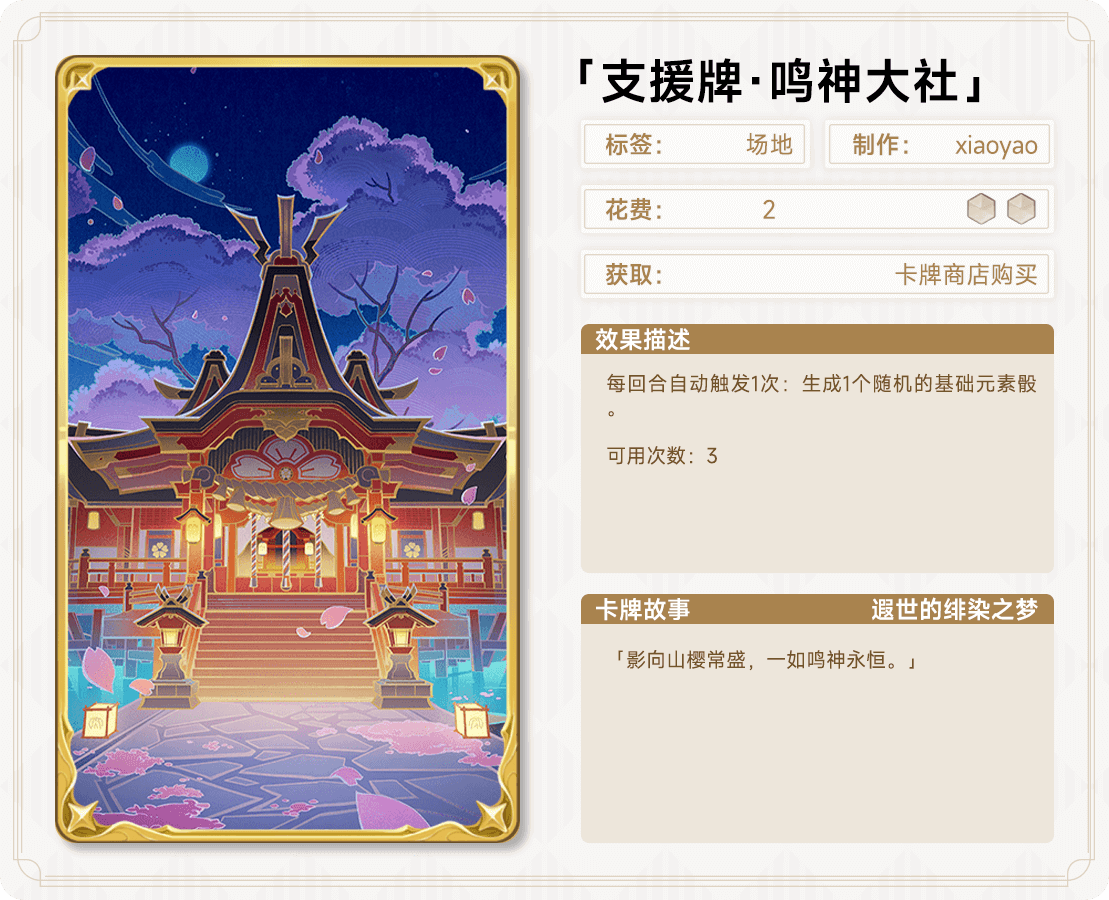 「支援牌·鸣神大社」
标签： 场地
制作： xiaoyao
花费： 2
获取： 卡牌商店购买
效果描述
每回合自动触发1次：生成1个随机的基础元素骰
。
可用次数：3
卡牌故事 遐世的绯染之梦
「影向山樱常盛，一如鸣神永恒。」